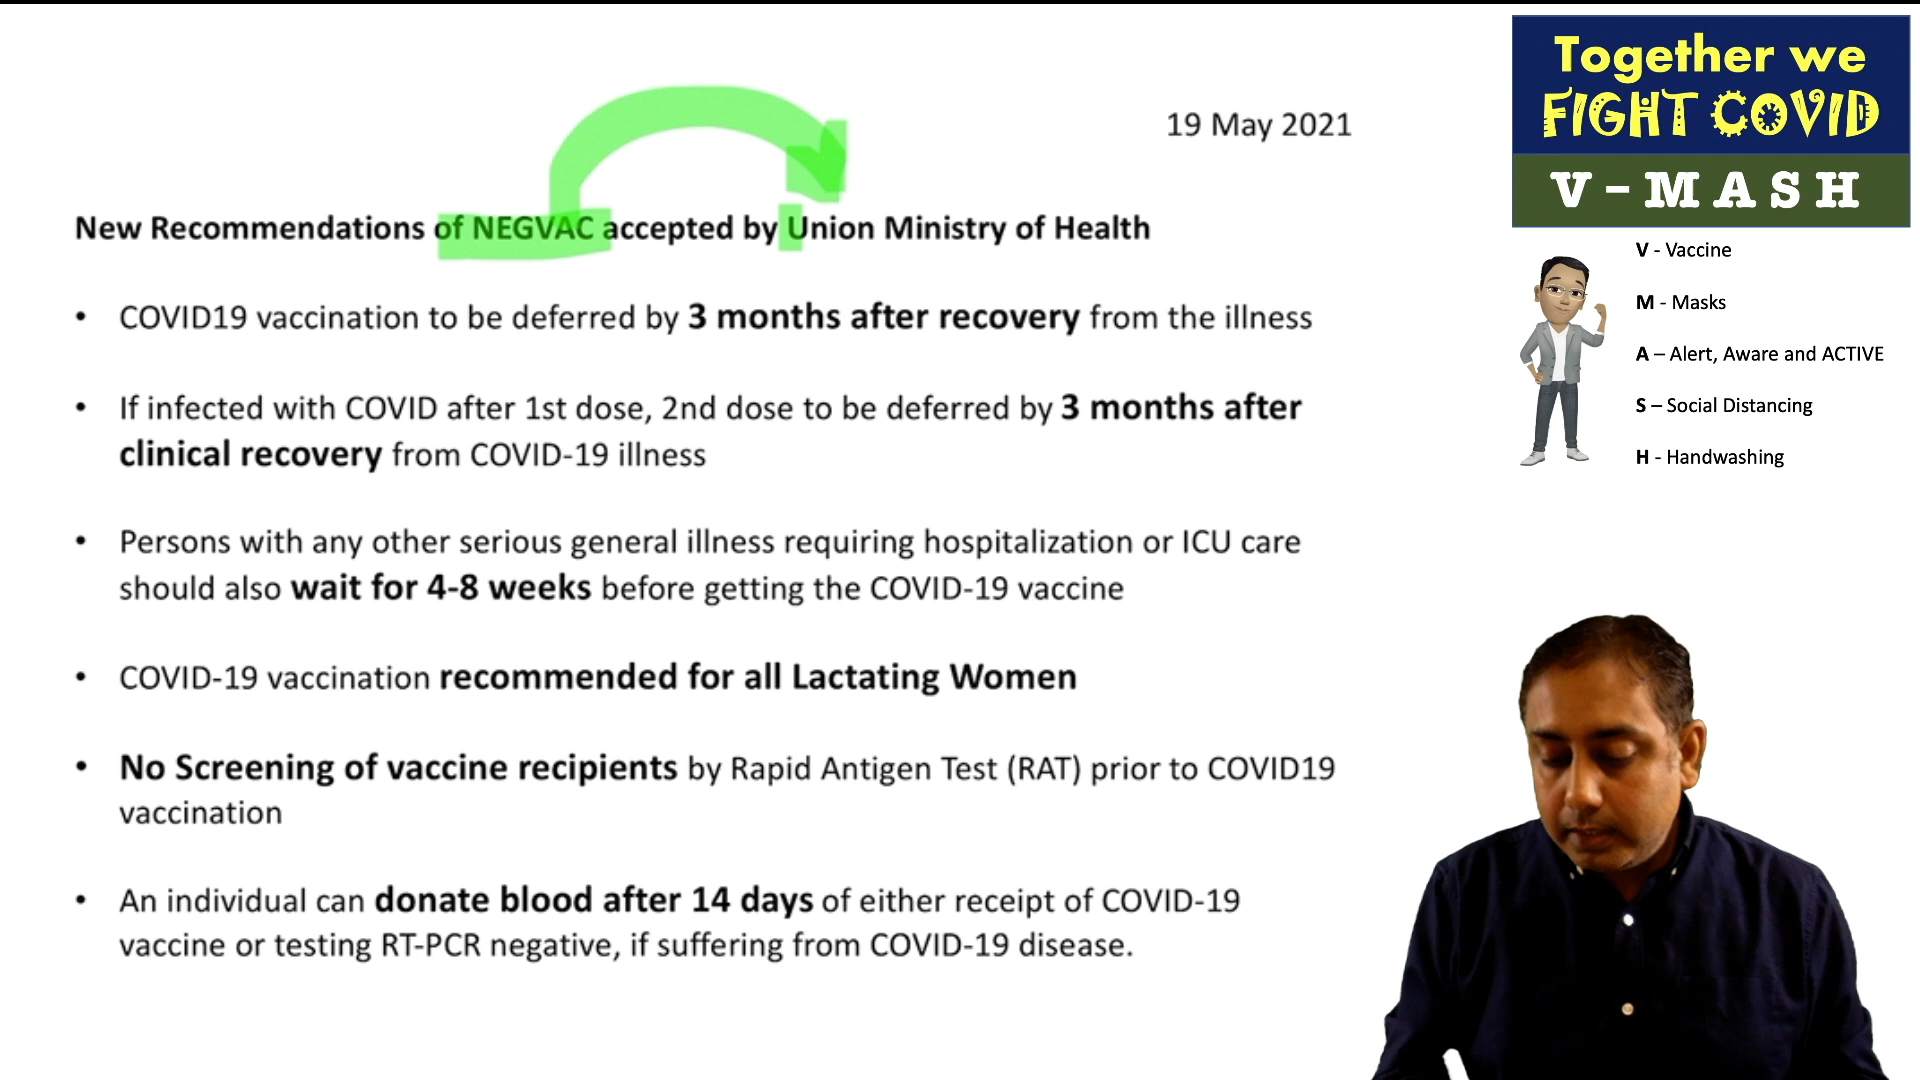 19 May 2021
New Recommendations of NEGVAC accepted by Union Ministry of Health
• COVID19 vaccination to be deferred by 3 months after recovery from the illness
• If infected with COVID after 1st dose, 2nd dose to be deferred by 3 months after
clinical recovery from COVID-19 illness
• Persons with any other serious general illness requiring hospitalization or ICU care
should also wait for 4-8 weeks before getting the COVID-19 vaccine
• COVID-19 vaccination recommended for all Lactating Women
• No Screening of vaccine recipients by Rapid Antigen Test (RAT) prior to COVID19
vaccination
• An individual can donate blood after 14 days of either receipt of COVID-19
vaccine or testing RT-PCR negative, if suffering from COVID-19 disease.
Together we
FIGHT COVID
V - M A S H
V - Vaccine
M - Masks
A – Alert, Aware and ACTIVE
S – Social Distancing
H - Handwashing